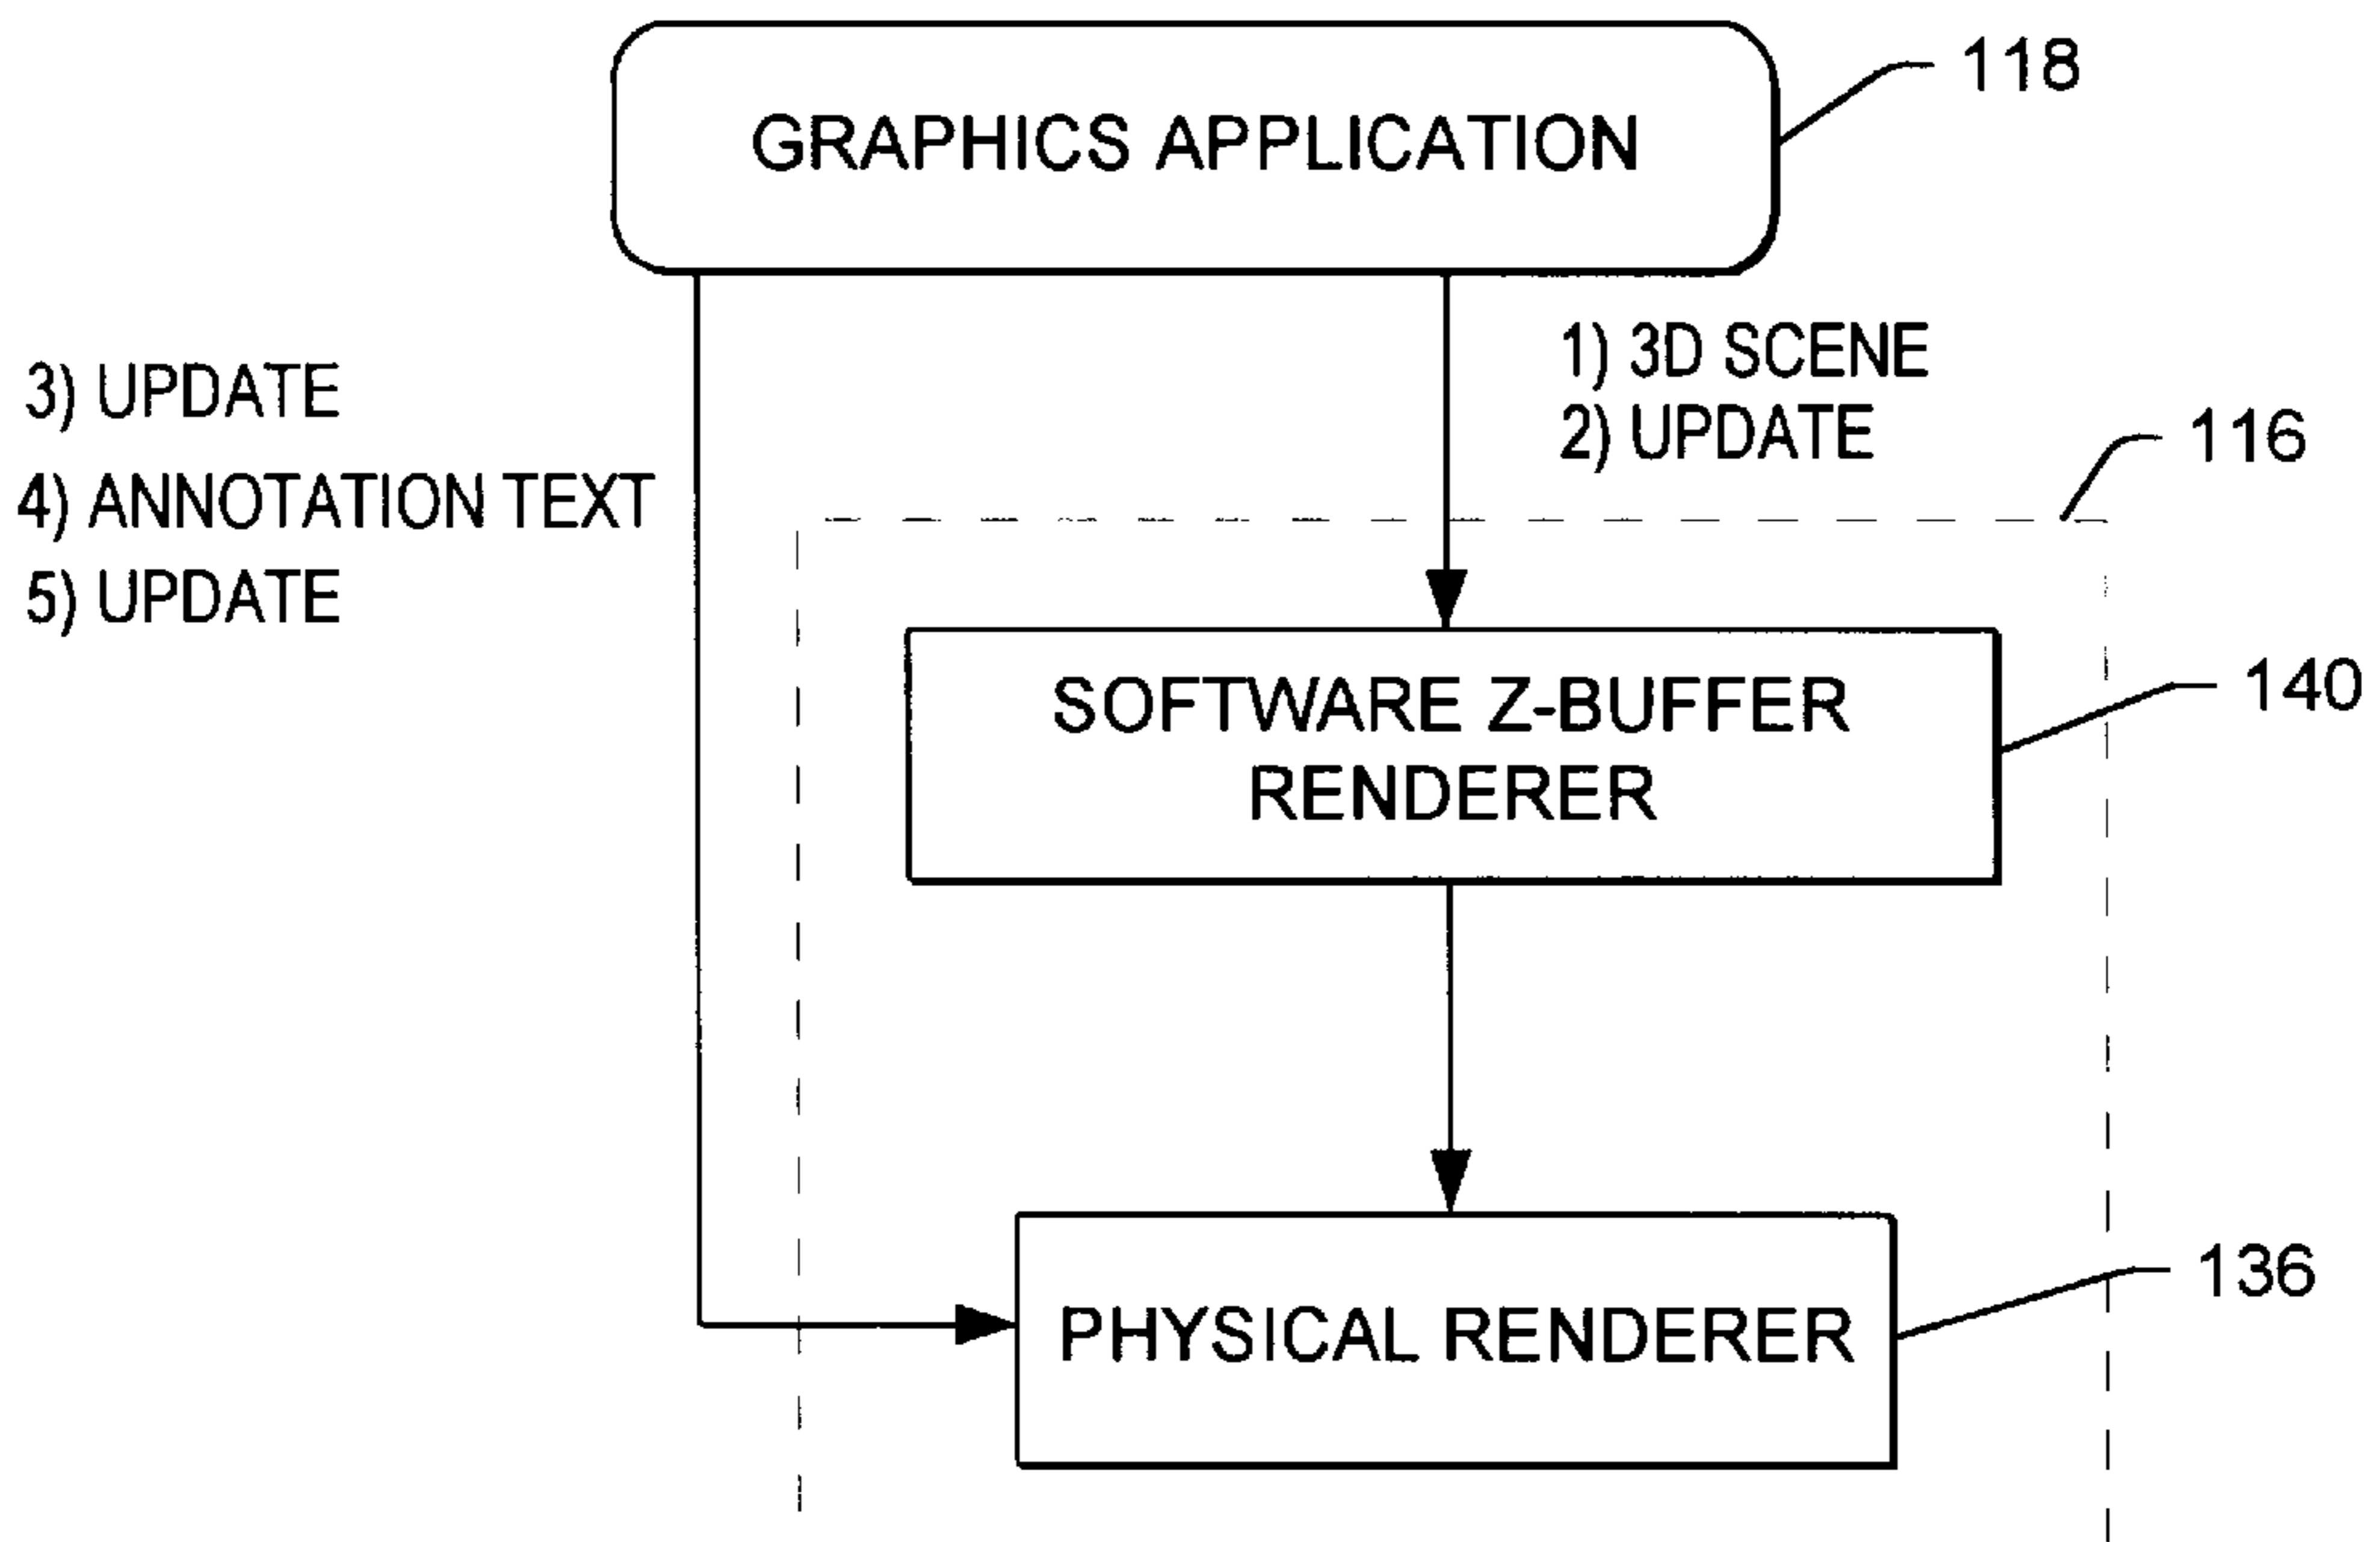 GRAPHICS APPLICATION
118
1) 3D SCENE
2) UPDATE
3) UPDATE
4) ANNOTATION TEXT
5) UPDATE
116
SOFTWARE Z-BUFFER
RENDERER
140
PHYSICAL RENDERER
136